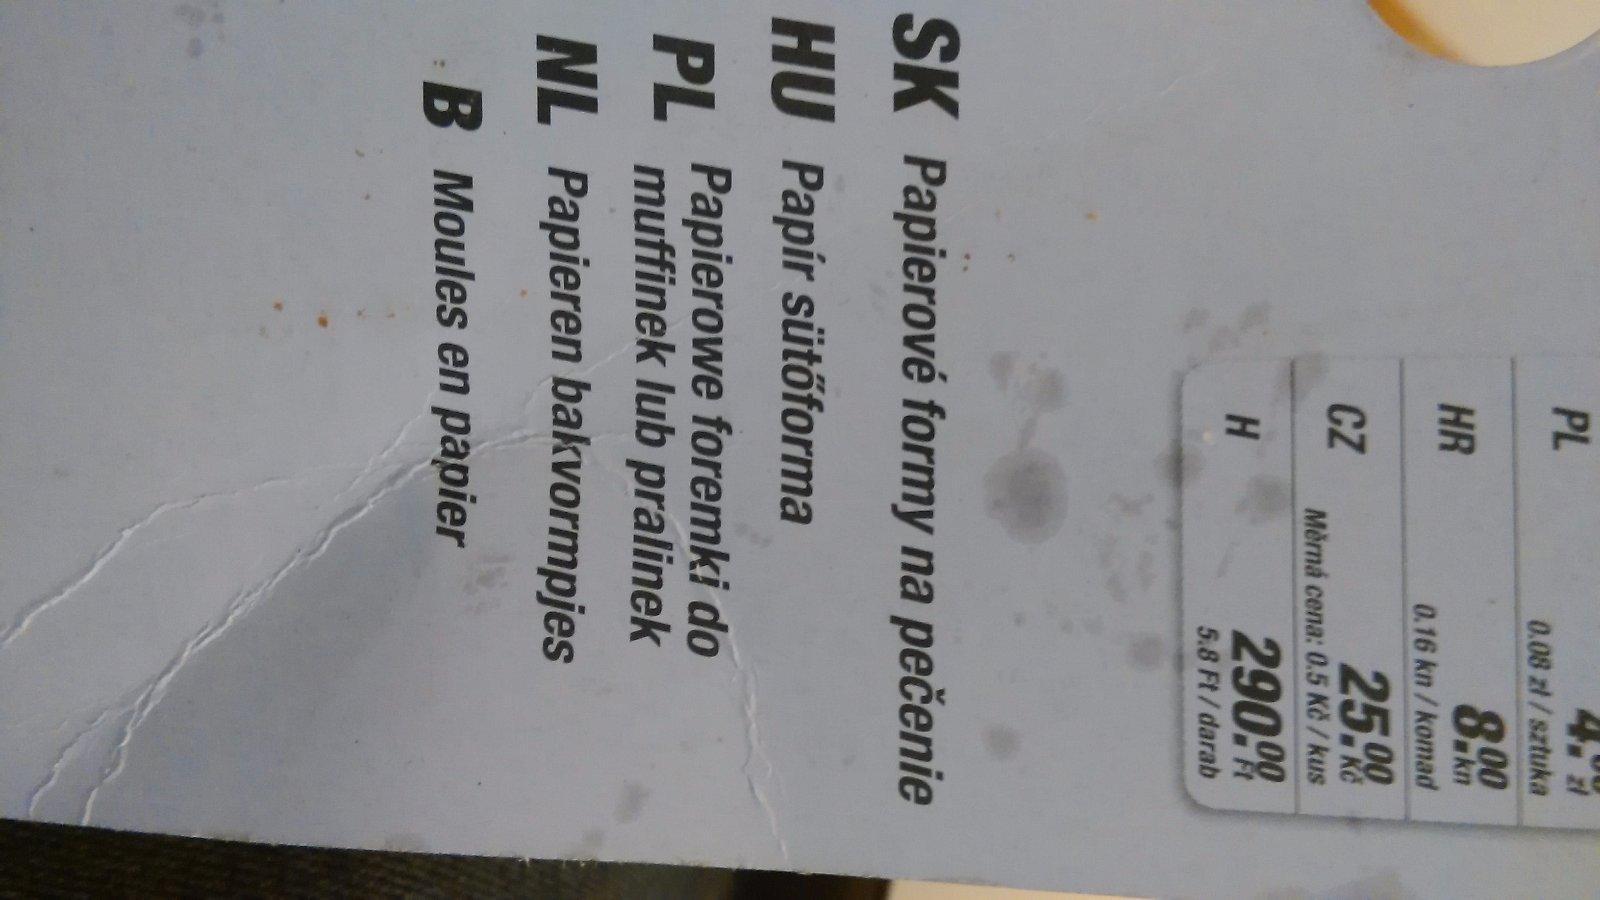 PL
4. zł
0.08 zł / sztuka
HR
8.00 kn
0.16 kn / komad
CZ
25.00 Kč
Měrná cena: 0.5 Kč / kus
H
290.00 Ft
5.8 Ft / darab
SK Papierové formy na pečenie
HU Papír sütőforma
PL Papierowe foremki do
muffinek lub pralinek
NL Papieren bakvormpjes
B Moules en papier